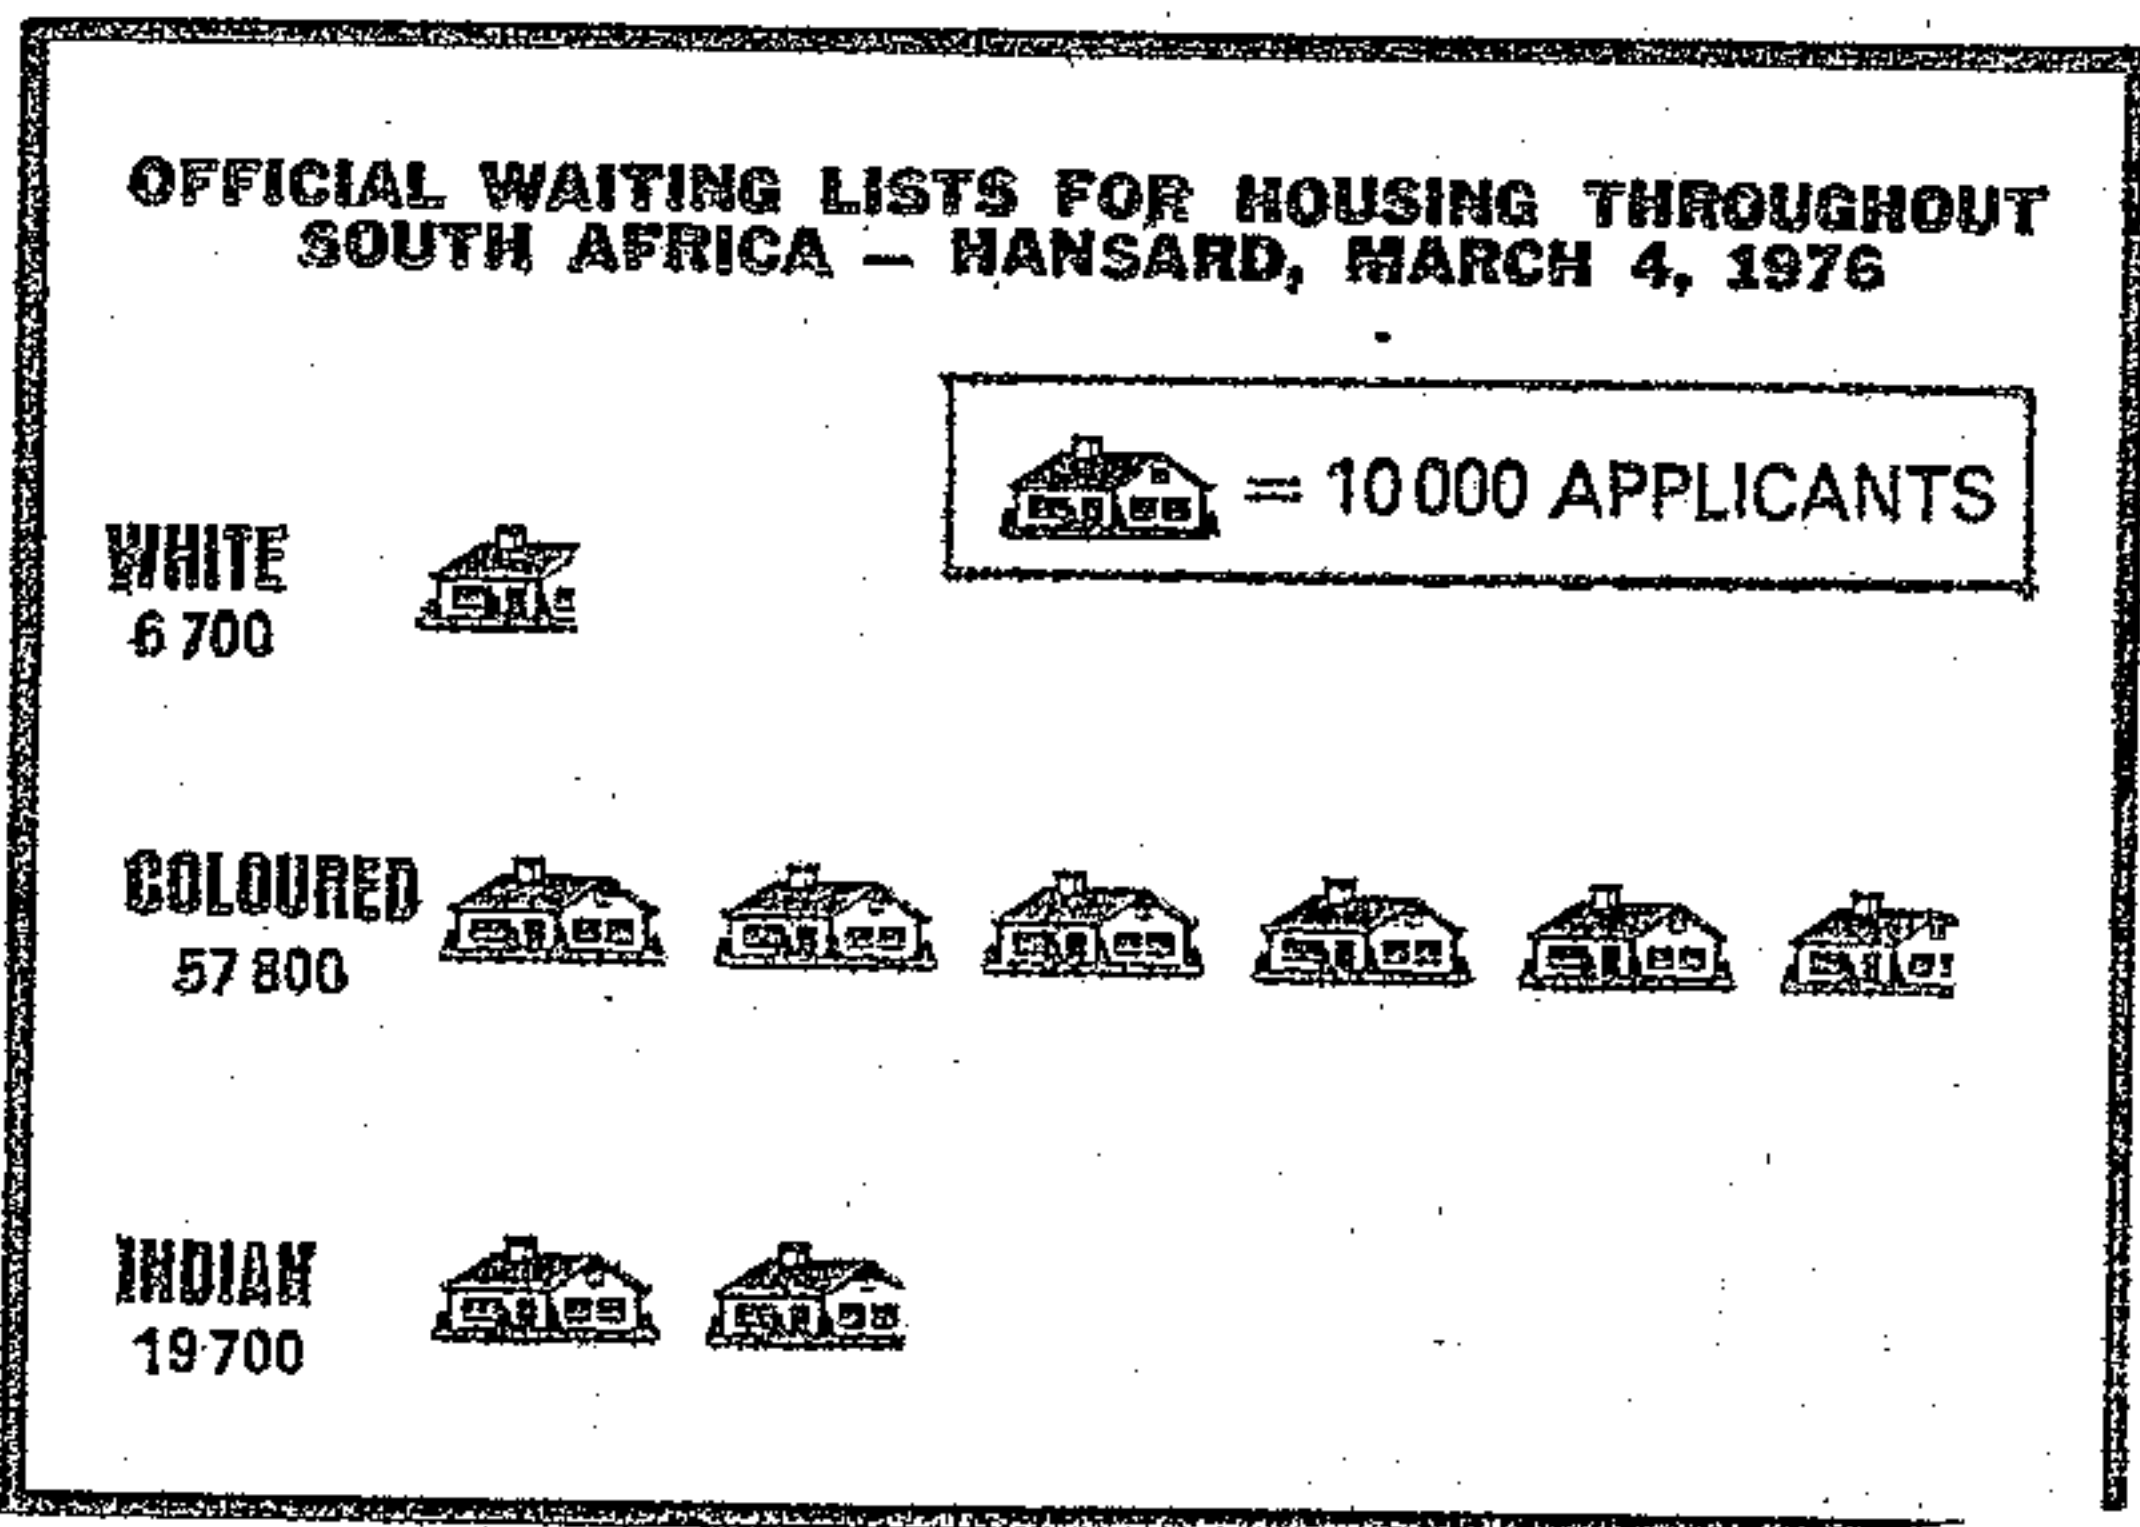 OFFICIAL WAITING LISTS FOR HOUSING THROUGHOUT
SOUTH AFRICA – HANSARD, MARCH 4, 1976
= 10 000 APPLICANTS
WHITE
6 700
COLOURED
57 800
INDIAN
19 700